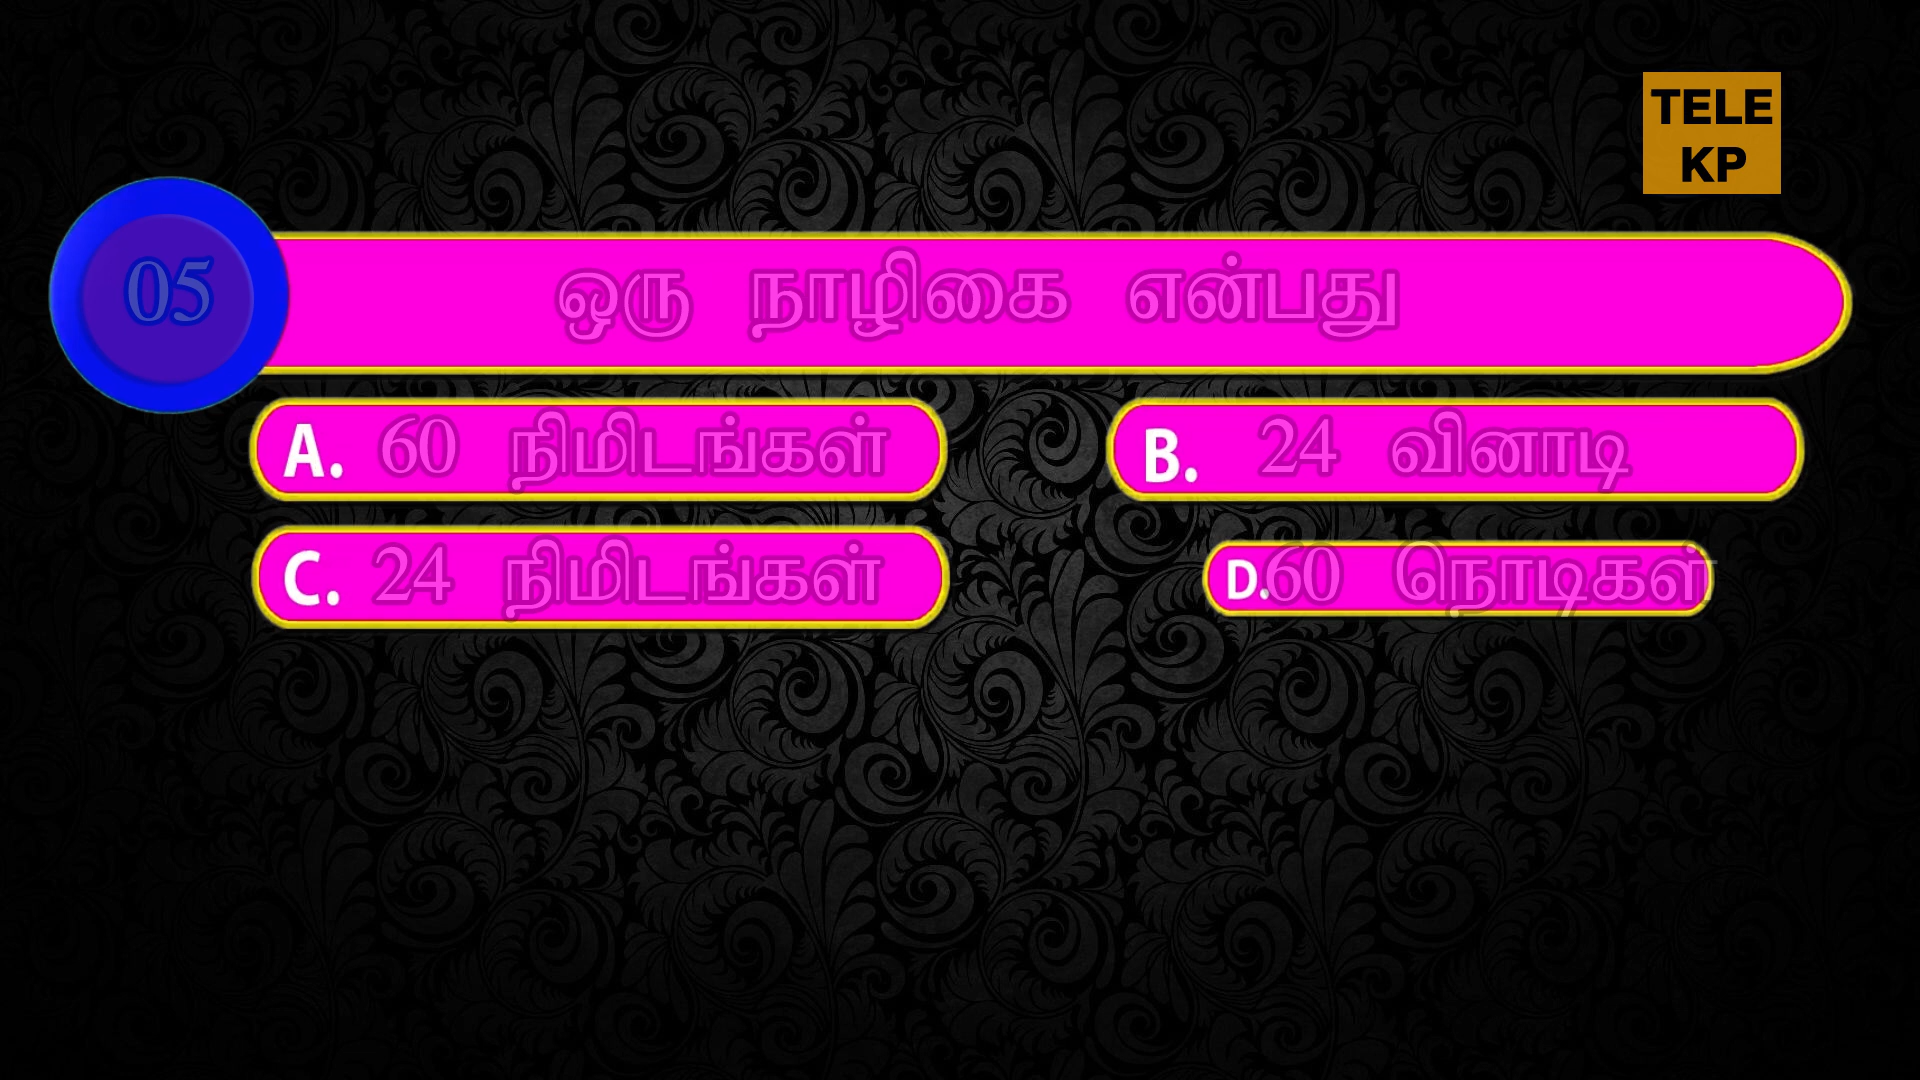 TELE
KP
05
ஒரு நாழிகை என்பது
A. 60 நிமிடங்கள்
B. 24 வினாடி
C. 24 நிமிடங்கள்
D. 60 நொடிகள்